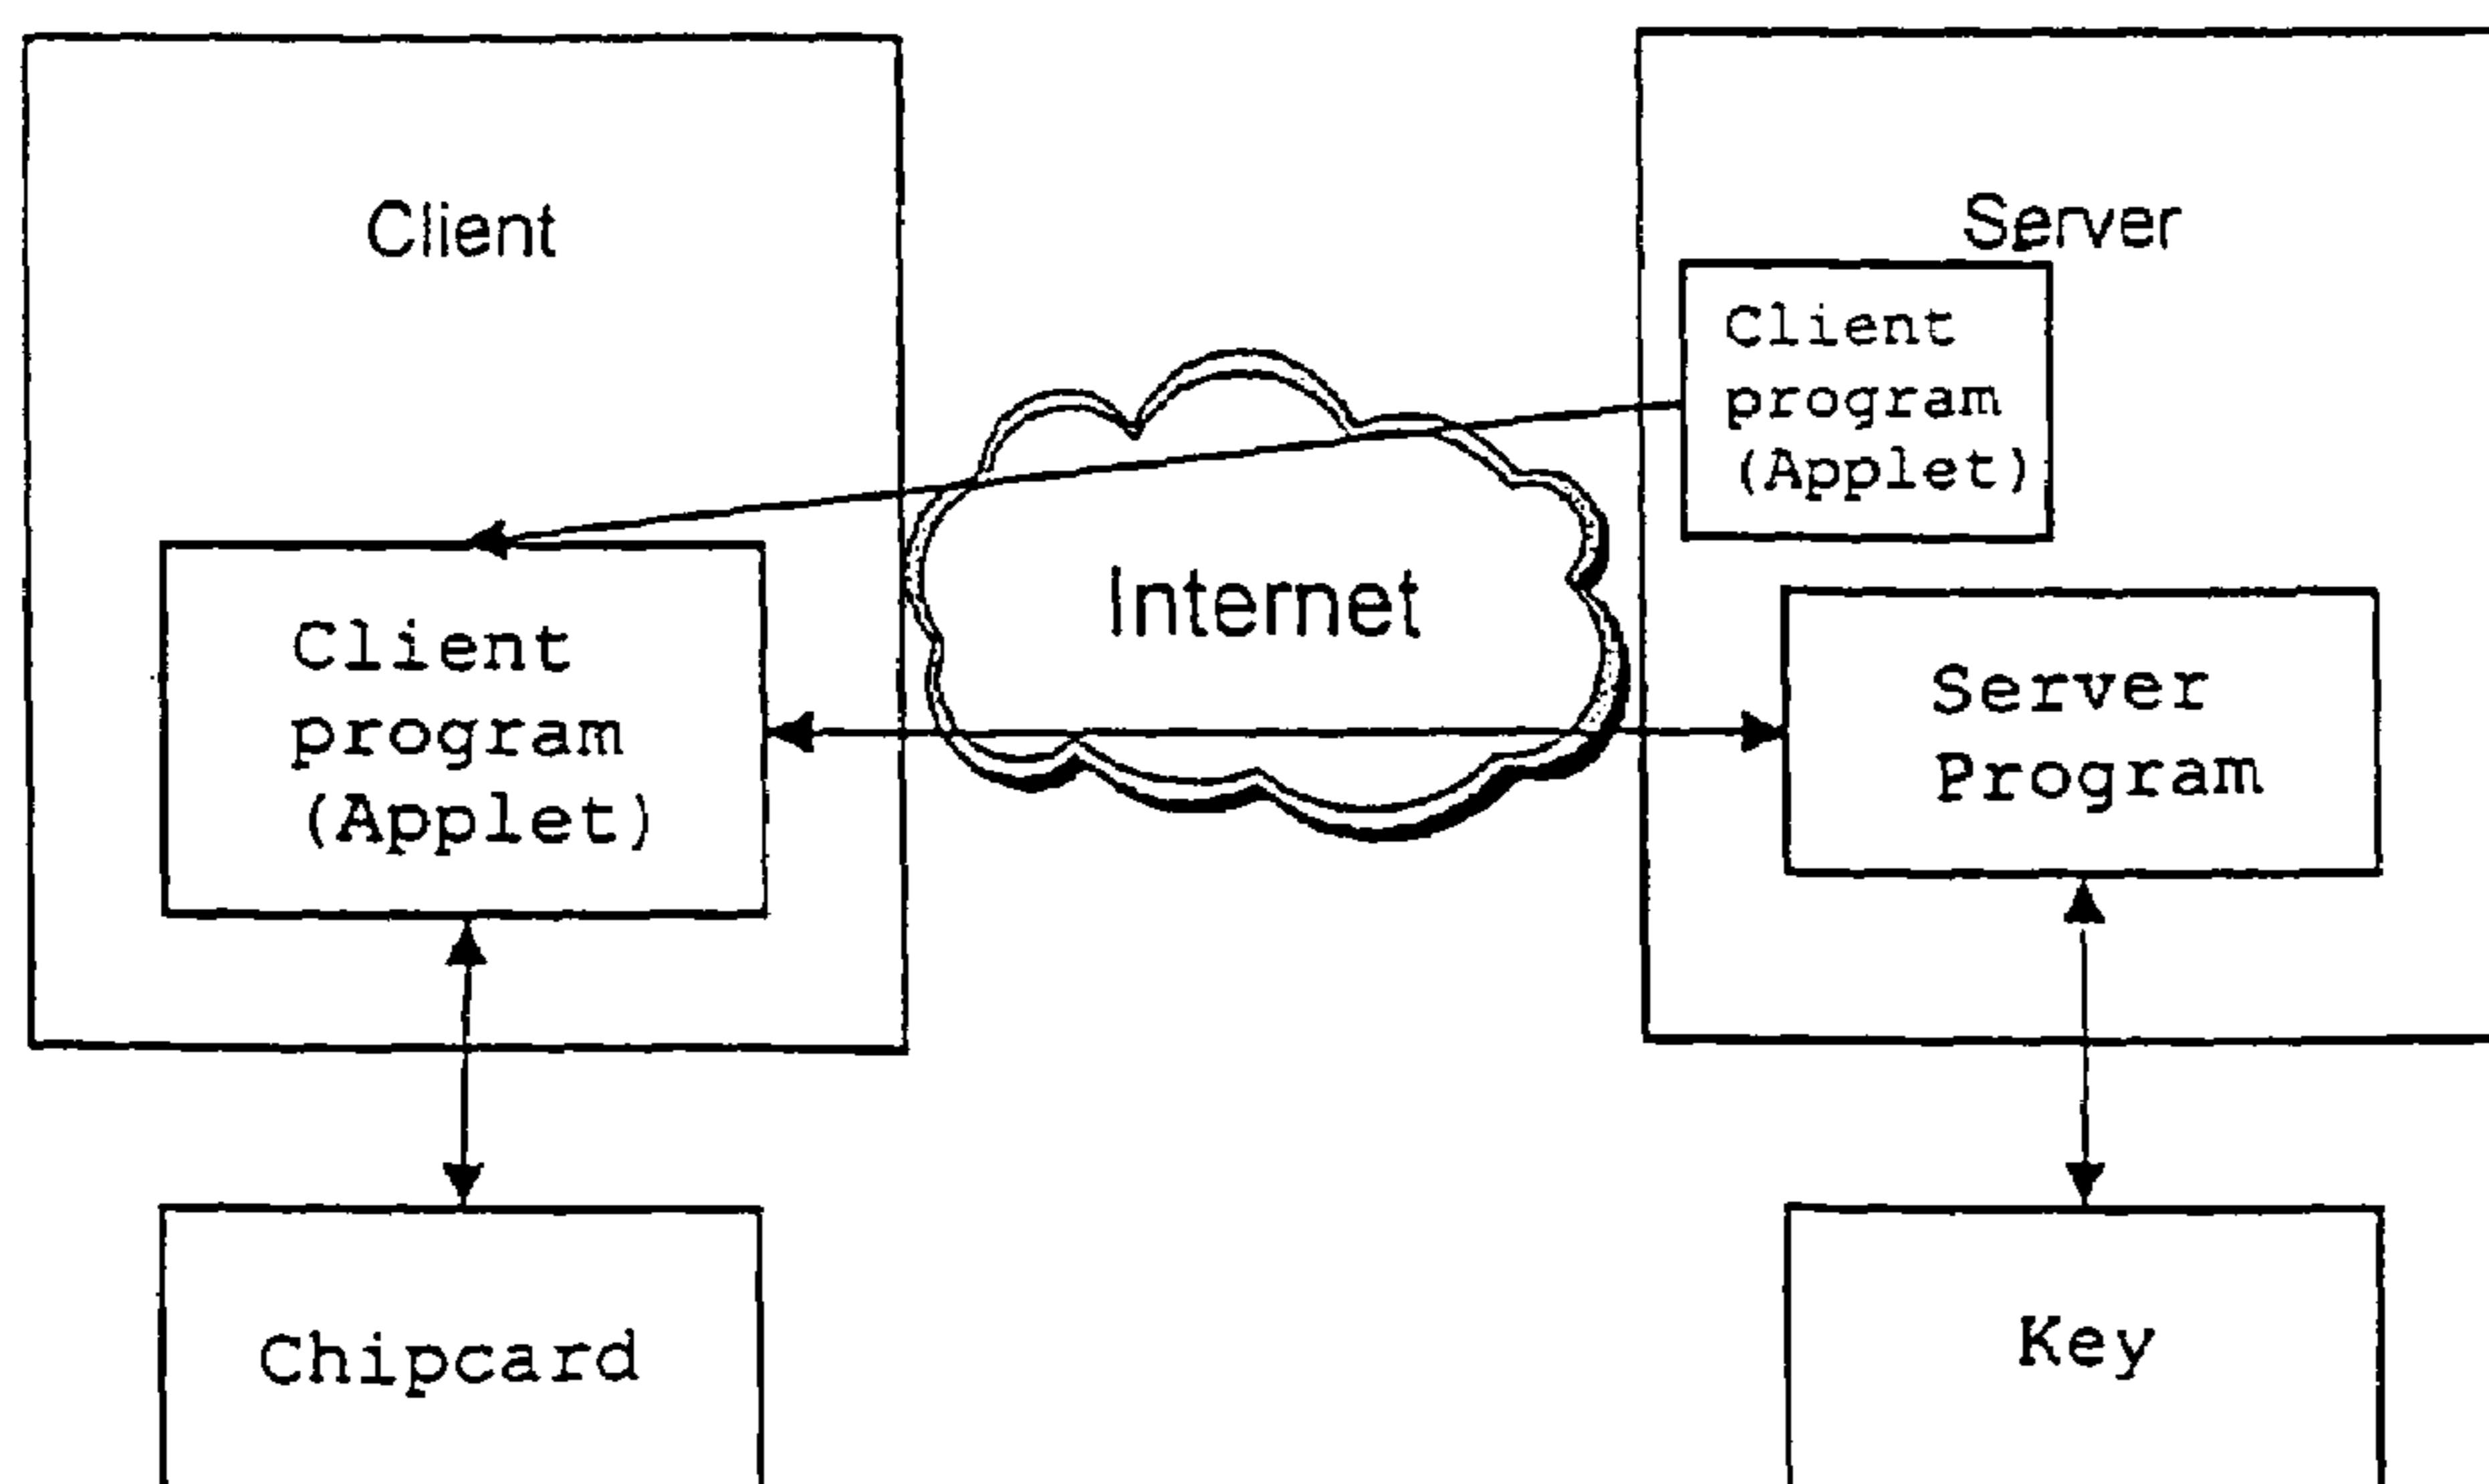 Client
Server
Client
program
(Applet)
Internet
Client
program
(Applet)
Server
Program
Chipcard
Key